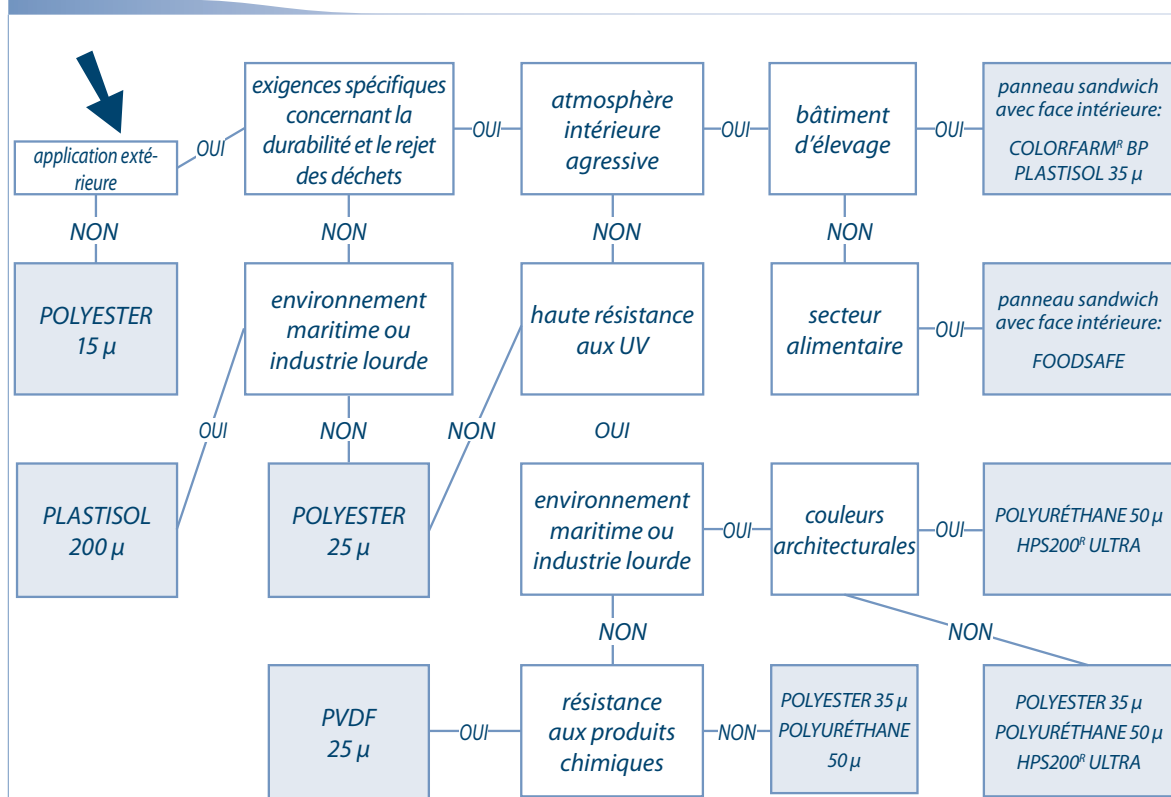 application exté-
rieure
OUI
exigences spécifiques
concernant la
durabilité et le rejet
des déchets
OUI
atmosphère
intérieure
agressive
OUI
bâtiment
d'élevage
OUI
panneau sandwich
avec face intérieure:
COLORFARMᴿ BP
PLASTISOL 35 µ
NON
NON
NON
NON
POLYESTER
15 µ
environnement
maritime ou
industrie lourde
haute résistance
aux UV
secteur
alimentaire
OUI
panneau sandwich
avec face intérieure:
FOODSAFE
OUI
NON
NON
OUI
PLASTISOL
200 µ
POLYESTER
25 µ
environnement
maritime ou
industrie lourde
OUI
couleurs
architecturales
OUI
POLYURÉTHANE 50 µ
HPS200ᴿ ULTRA
NON
NON
PVDF
25 µ
OUI
résistance
aux produits
chimiques
NON
POLYESTER 35 µ
POLYURÉTHANE
50 µ
POLYESTER 35 µ
POLYURÉTHANE 50 µ
HPS200ᴿ ULTRA